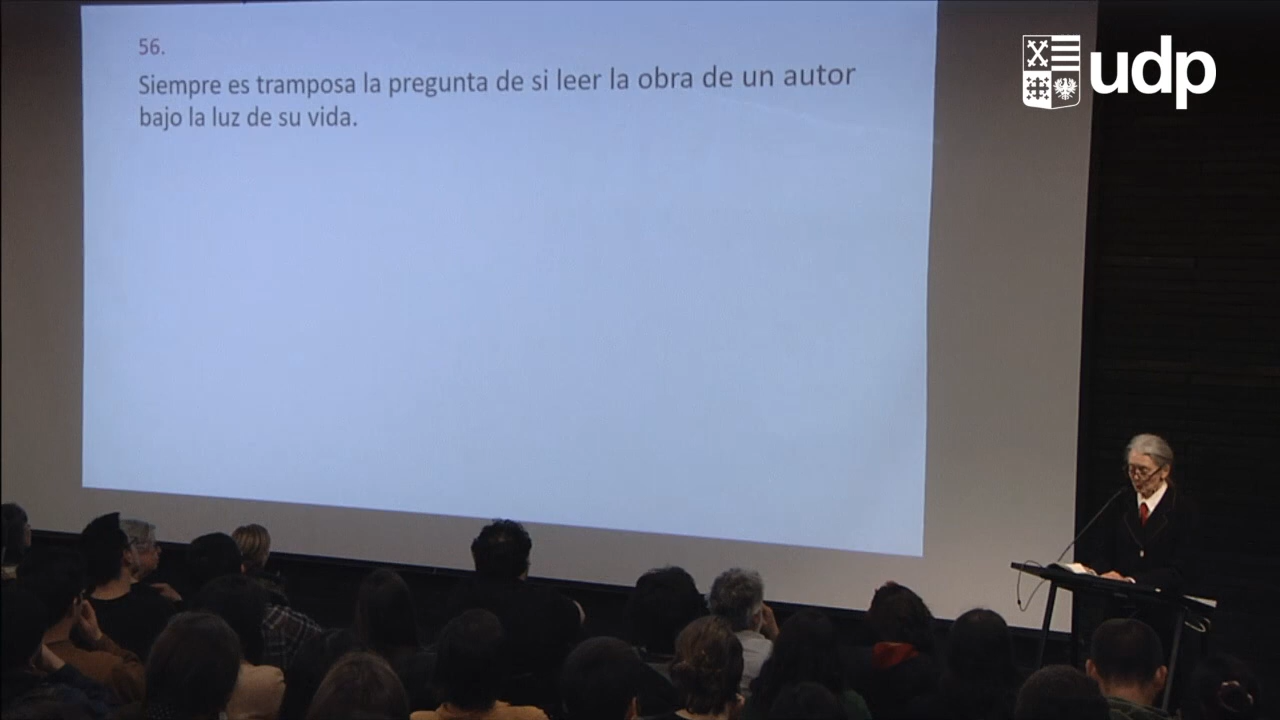 56.
Siempre es tramposa la pregunta de si leer la obra de un autor
bajo la luz de su vida.
udp